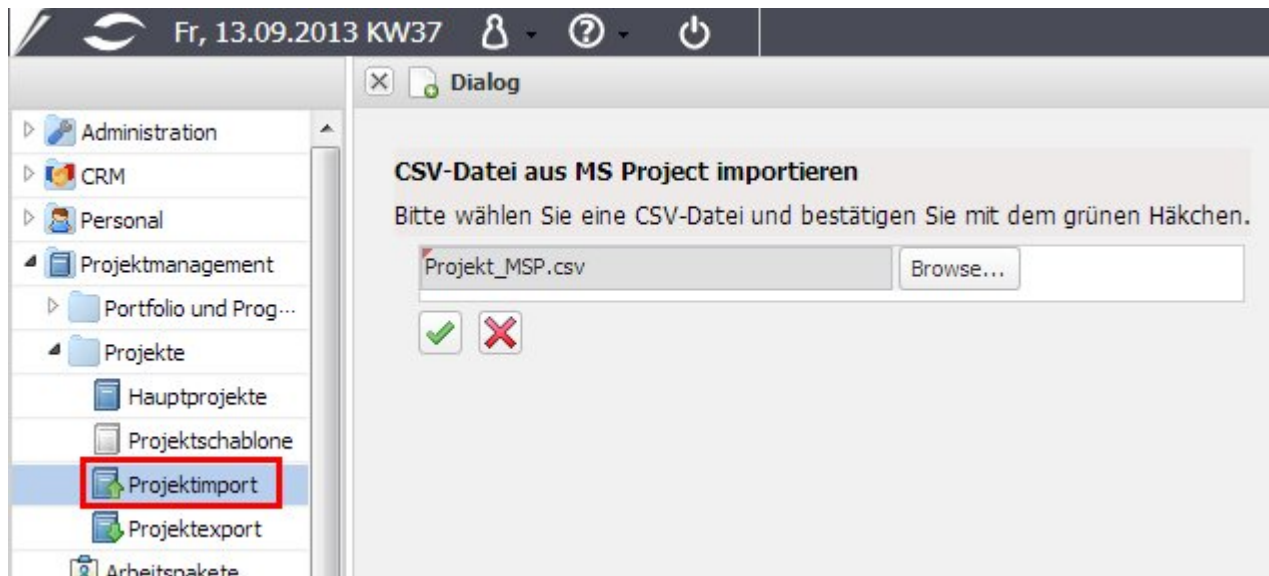 Fr, 13.09.2013 KW37
Dialog
Administration
CRM
Personal
Projektmanagement
Portfolio und Prog...
Projekte
Hauptprojekte
Projektschablone
Projektimport
Projektexport
Arbeitspakete
CSV-Datei aus MS Project importieren
Bitte wählen Sie eine CSV-Datei und bestätigen Sie mit dem grünen Häkchen.
Projekt_MSP.csv
Browse...